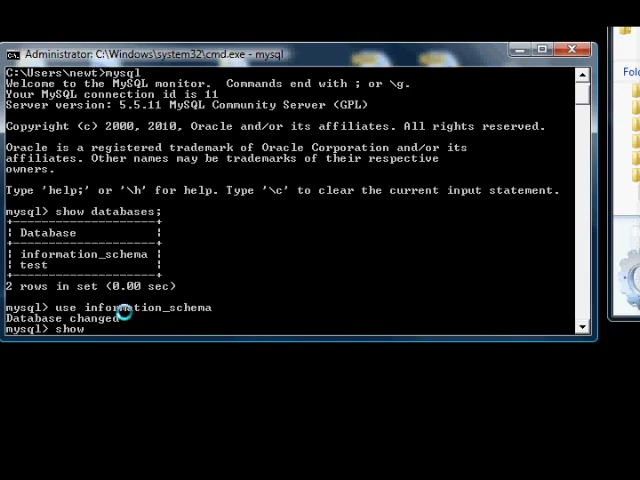 Administrator: C:\Windows\system32\cmd.exe - mysql
C:\Users\newt>mysql
Welcome to the MySQL monitor.  Commands end with ; or \g.
Your MySQL connection id is 11
Server version: 5.5.11 MySQL Community Server (GPL)
Copyright (c) 2000, 2010, Oracle and/or its affiliates. All rights reserved.
Oracle is a registered trademark of Oracle Corporation and/or its
affiliates. Other names may be trademarks of their respective
owners.
Type 'help;' or '\h' for help. Type '\c' to clear the current input statement.
mysql> show databases;
+--------------------+
| Database           |
+--------------------+
| information_schema |
| test               |
+--------------------+
2 rows in set (0.00 sec)
mysql> use information_schema
Database changed
mysql> show
Fol